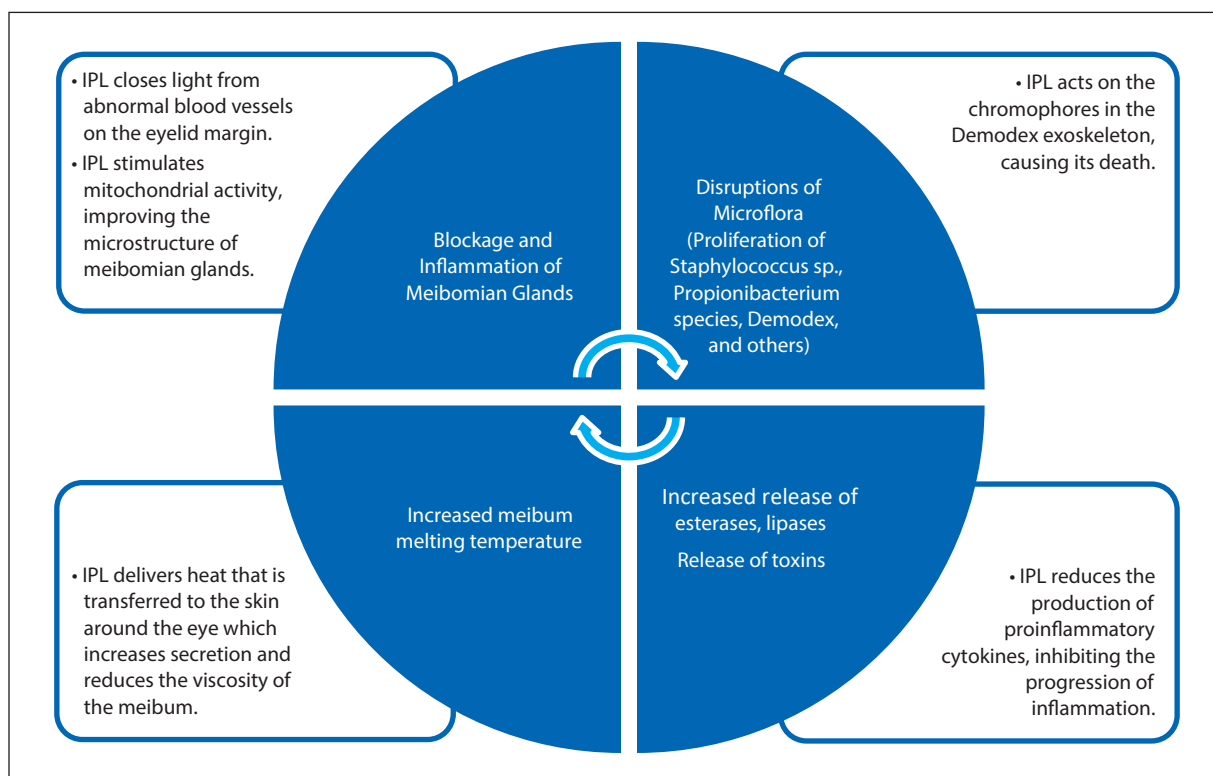 • IPL closes light from
abnormal blood vessels
on the eyelid margin.
• IPL stimulates
mitochondrial activity,
improving the
microstructure of
meibomian glands.
Blockage and
Inflammation of
Meibomian Glands
Disruptions of
Microflora
(Proliferation of
Staphylococcus sp.,
Propionibacterium
species, Demodex,
and others)
• IPL acts on the
chromophores in the
Demodex exoskeleton,
causing its death.
• IPL delivers heat that is
transferred to the skin
around the eye which
increases secretion and
reduces the viscosity of
the meibum.
Increased meibum
melting temperature
Increased release of
esterases, lipases
Release of toxins
• IPL reduces the
production of
proinflammatory
cytokines, inhibiting the
progression of
inflammation.